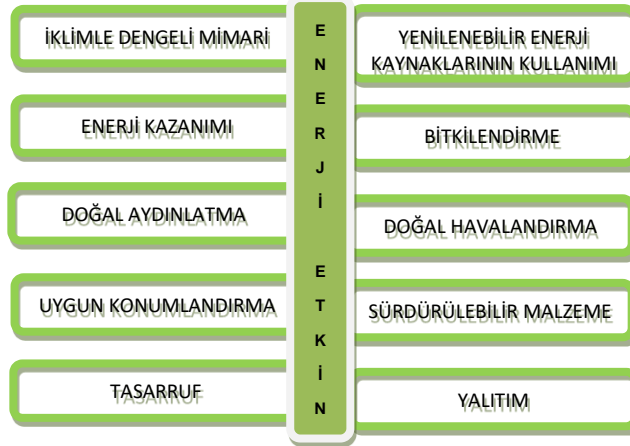 İKLİMLE DENGELİ MİMARİ
ENERJİ KAZANIMI
DOĞAL AYDINLATMA
UYGUN KONUMLANDIRMA
TASARRUF
E
N
E
R
J
İ
E
T
K
İ
N
YENİLENEBİLİR ENERJİ
KAYNAKLARININ KULLANIMI
BİTKİLENDİRME
DOĞAL HAVALANDIRMA
SÜRDÜRÜLEBİLİR MALZEME
YALITIM